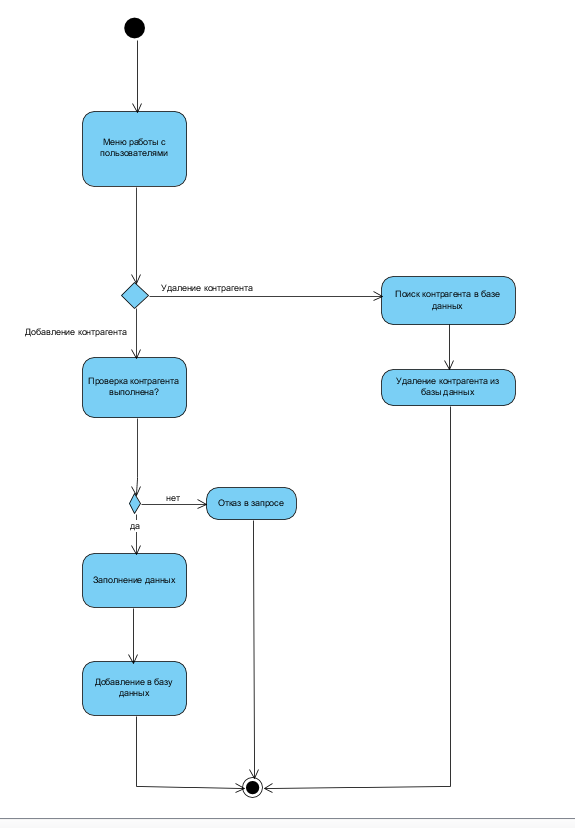 Меню работы с
пользователями
Удаление контрагента
Поиск контрагента в базе
данных
Добавление контрагента
Проверка контрагента
выполнена?
Удаление контрагента из
базы данных
нет
Отказ в запросе
да
Заполнение данных
Добавление в базу
данных